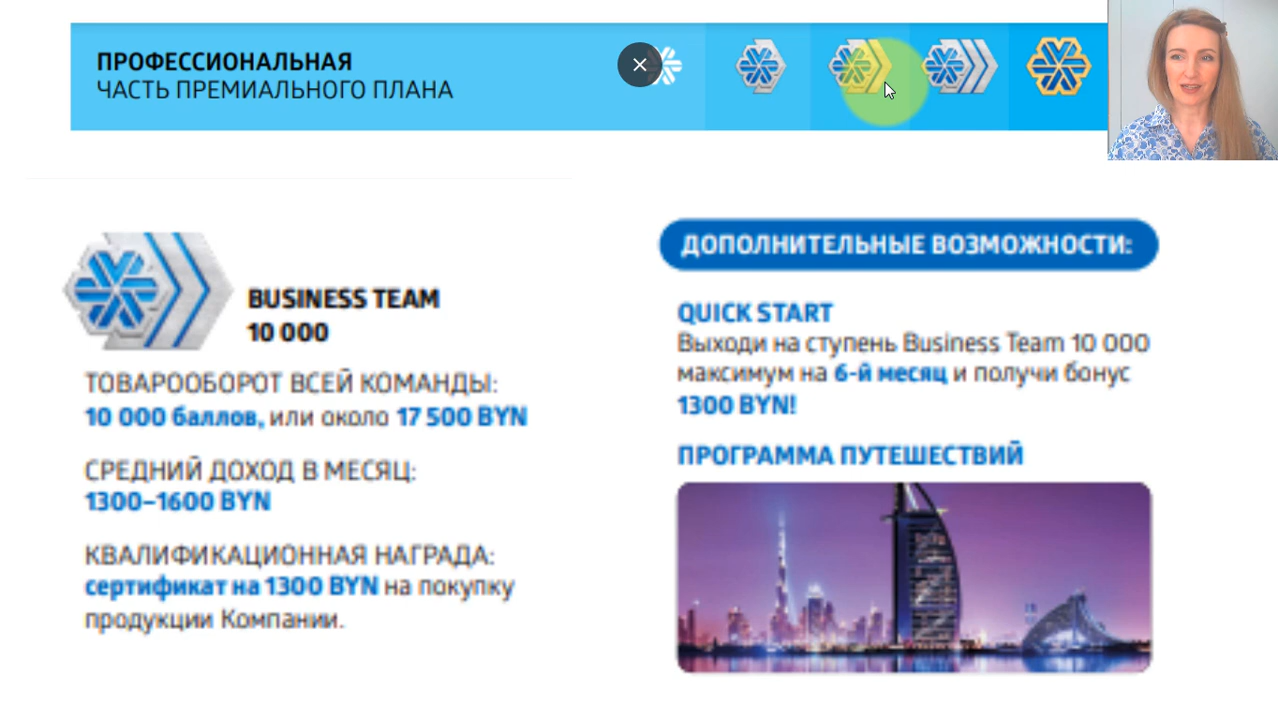 ПРОФЕССИОНАЛЬНАЯ
ЧАСТЬ ПРЕМИАЛЬНОГО ПЛАНА
BUSINESS TEAM
10 000
ТОВАРООБОРОТ ВСЕЙ КОМАНДЫ:
10 000 баллов, или около 17 500 BYN
СРЕДНИЙ ДОХОД В МЕСЯЦ:
1300–1600 BYN
КВАЛИФИКАЦИОННАЯ НАГРАДА:
сертификат на 1300 BYN на покупку
продукции Компании.
ДОПОЛНИТЕЛЬНЫЕ ВОЗМОЖНОСТИ:
QUICK START
Выходи на ступень Business Team 10 000
максимум на 6-й месяц и получи бонус
1300 BYN!
ПРОГРАММА ПУТЕШЕСТВИЙ